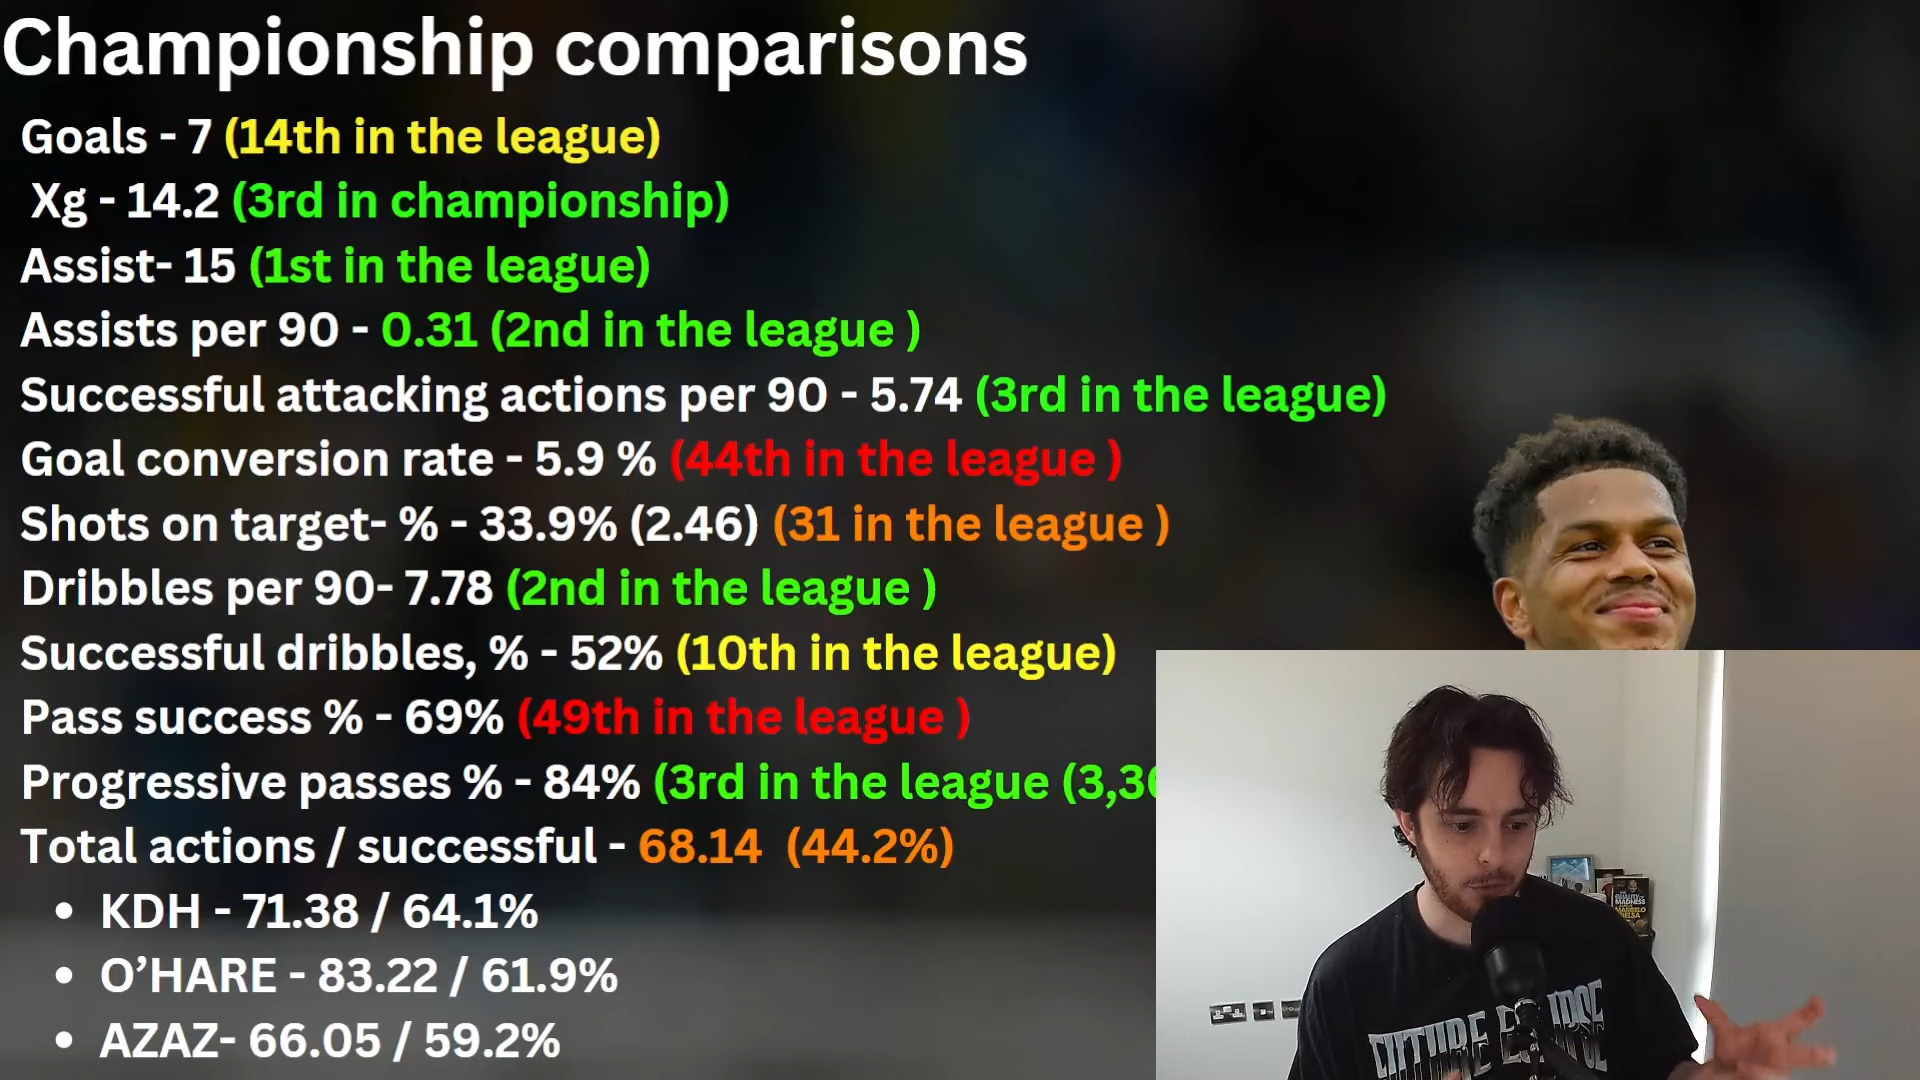 Championship comparisons
Goals - 7 (14th in the league)
Xg - 14.2 (3rd in championship)
Assist- 15 (1st in the league)
Assists per 90 - 0.31 (2nd in the league )
Successful attacking actions per 90 - 5.74 (3rd in the league)
Goal conversion rate - 5.9 % (44th in the league )
Shots on target- % - 33.9% (2.46) (31 in the league )
Dribbles per 90- 7.78 (2nd in the league )
Successful dribbles, % - 52% (10th in the league)
Pass success % - 69% (49th in the league )
Progressive passes % - 84% (3rd in the league (3,36
Total actions / successful - 68.14 (44.2%)
• KDH - 71.38 / 64.1%
• O’HARE - 83.22 / 61.9%
• AZAZ- 66.05 / 59.2%
MADNESS
MARCELO
FUTURE